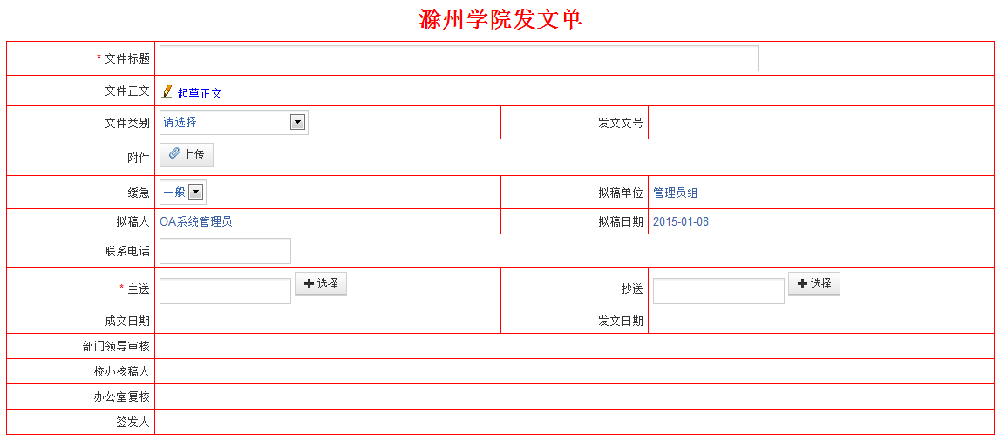 滁州学院发文单
* 文件标题
文件正文 起草正文
文件类别 请选择 发文文号
附件 上传
缓急 一般 拟稿单位 管理员组
拟稿人 OA系统管理员 拟稿日期 2015-01-08
联系电话
* 主送 选择 抄送 选择
成文日期 发文日期
部门领导审核
校办核稿人
办公室复核
签发人